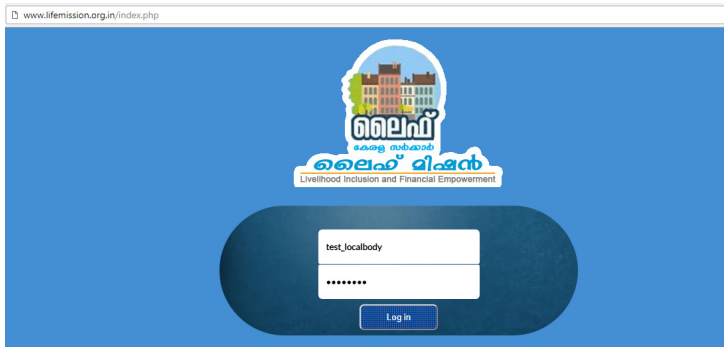 www.lifemission.org.in/index.php
ലൈഫ്
കേരള സർക്കാർ
ലൈഫ് മിഷൻ
Livelihood Inclusion and Financial Empowerment
test_localbody
••••••••
Log in